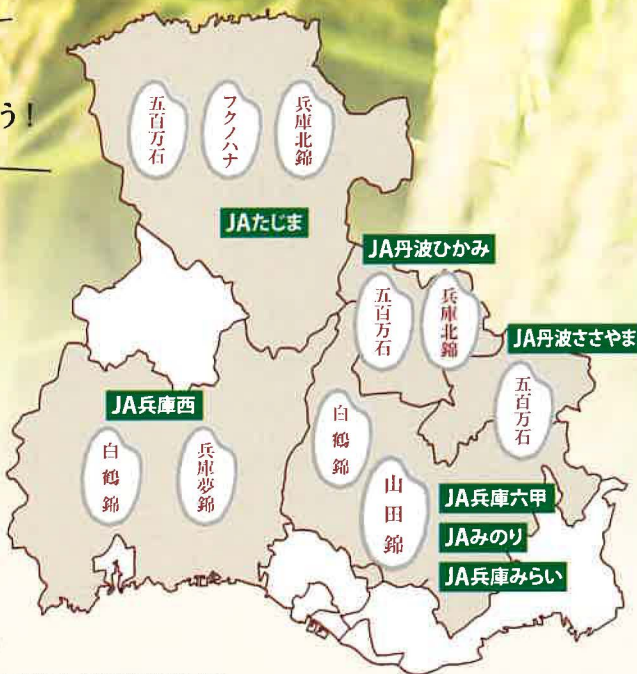 う！
五百万石
フクノハナ
兵庫北錦
JAたじま
JA丹波ひかみ
五百万石
兵庫北錦
JA丹波ささやま
五百万石
JA兵庫西
白鶴錦
兵庫夢錦
白鶴錦
山田錦
JA兵庫六甲
JAみのり
JA兵庫みらい